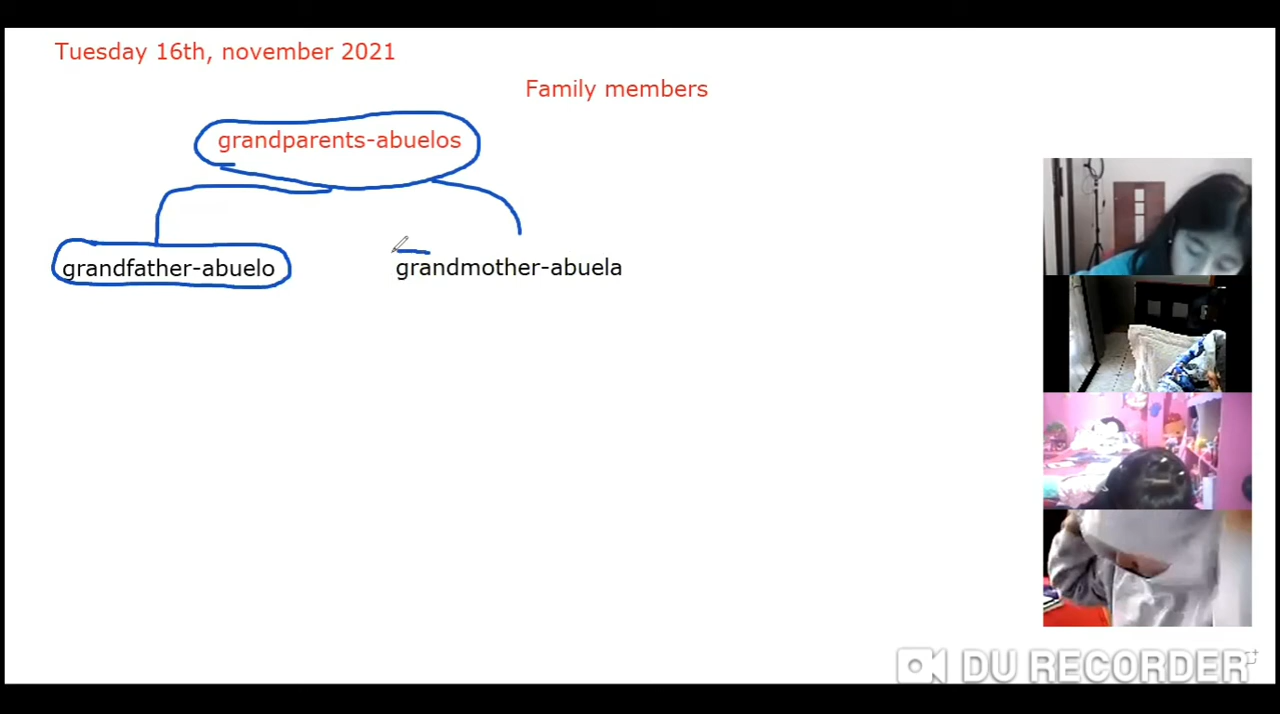 Tuesday 16th, november 2021
Family members
grandparents-abuelos
grandfather-abuelo
grandmother-abuela
DU RECORDER